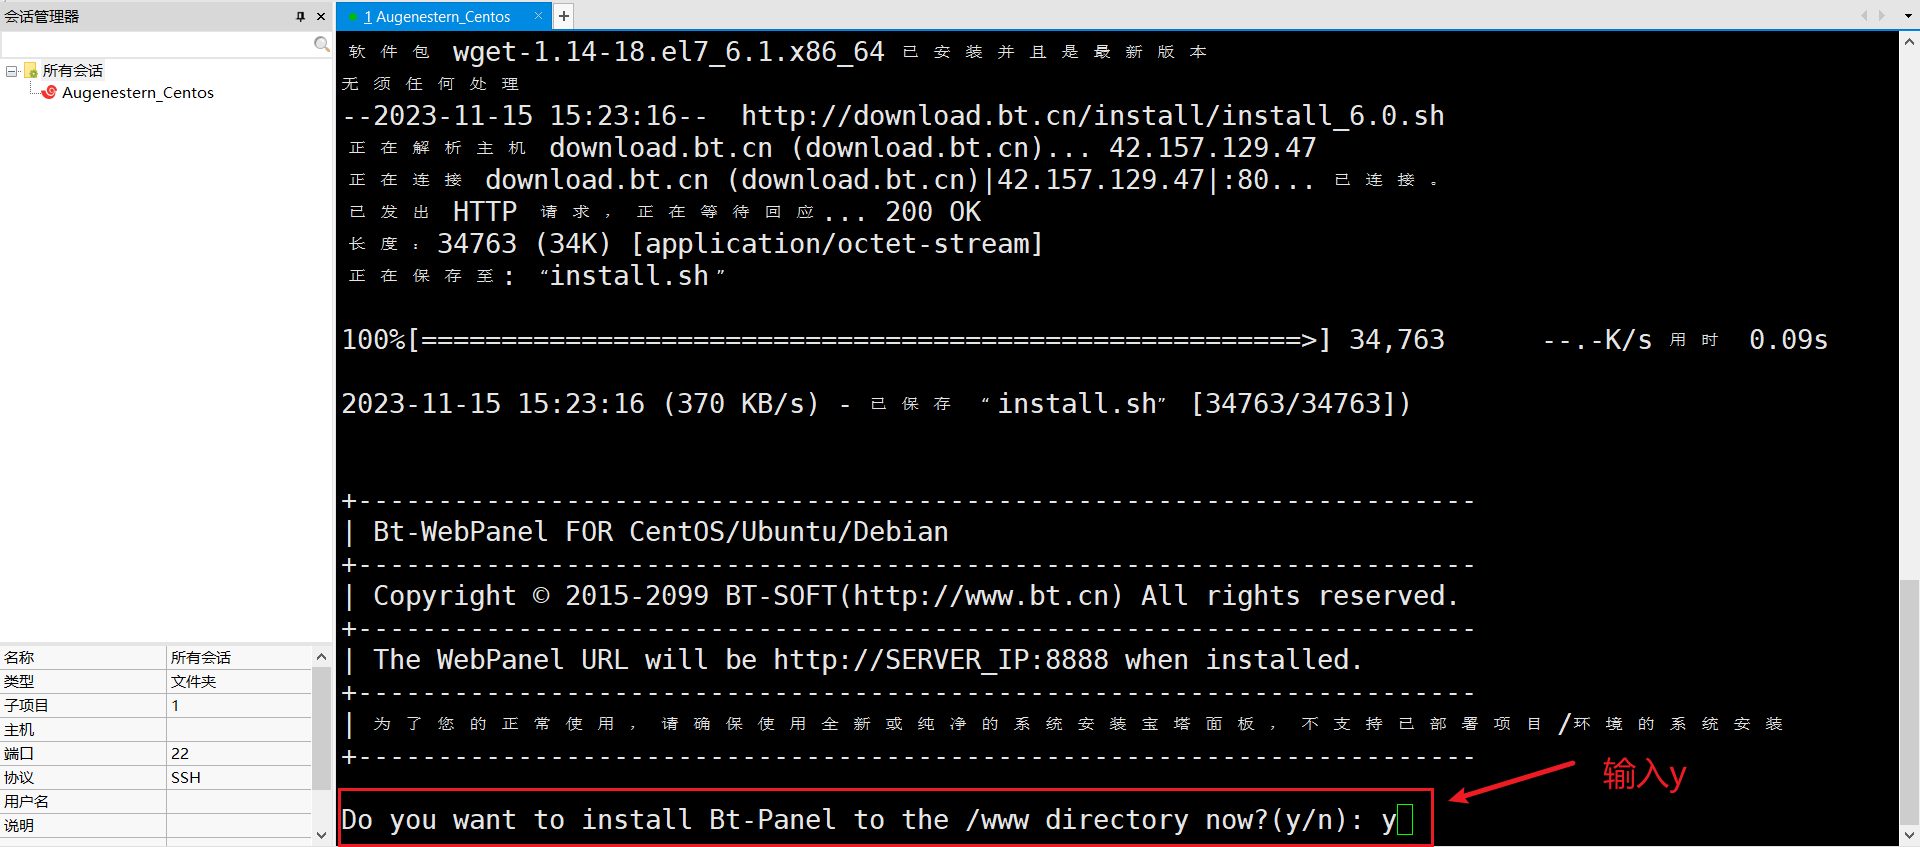 会话管理器
1 Augenestern_Centos
所有会话
Augenestern_Centos
软件包 wget-1.14-18.el7_6.1.x86_64 已安装并且是最新版本
无须任何处理
--2023-11-15 15:23:16--  http://download.bt.cn/install/install_6.0.sh
正在解析主机 download.bt.cn (download.bt.cn)... 42.157.129.47
正在连接 download.bt.cn (download.bt.cn)|42.157.129.47|:80... 已连接。
已发出 HTTP 请求，正在等待回应... 200 OK
长度：34763 (34K) [application/octet-stream]
正在保存至: “install.sh”
100%[=======================================================>] 34,763      --.-K/s 用时 0.09s
2023-11-15 15:23:16 (370 KB/s) - 已保存 “install.sh” [34763/34763])
+----------------------------------------------------------------------
| Bt-WebPanel FOR CentOS/Ubuntu/Debian
+----------------------------------------------------------------------
| Copyright © 2015-2099 BT-SOFT(http://www.bt.cn) All rights reserved.
+----------------------------------------------------------------------
| The WebPanel URL will be http://SERVER_IP:8888 when installed.
+----------------------------------------------------------------------
| 为了您的正常使用，请确保使用全新或纯净的系统安装宝塔面板，不支持已部署项目/环境的系统安装
+----------------------------------------------------------------------
Do you want to install Bt-Panel to the /www directory now?(y/n): y
输入y
名称 所有会话
类型 文件夹
子项目 1
主机
端口 22
协议 SSH
用户名
说明